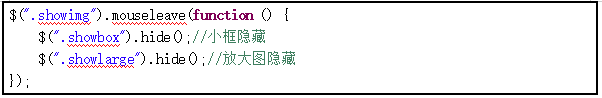 $(".showimg").mouseleave(function () {
    $(".showbox").hide();//小框隐藏
    $(".showlarge").hide();//放大图隐藏
});